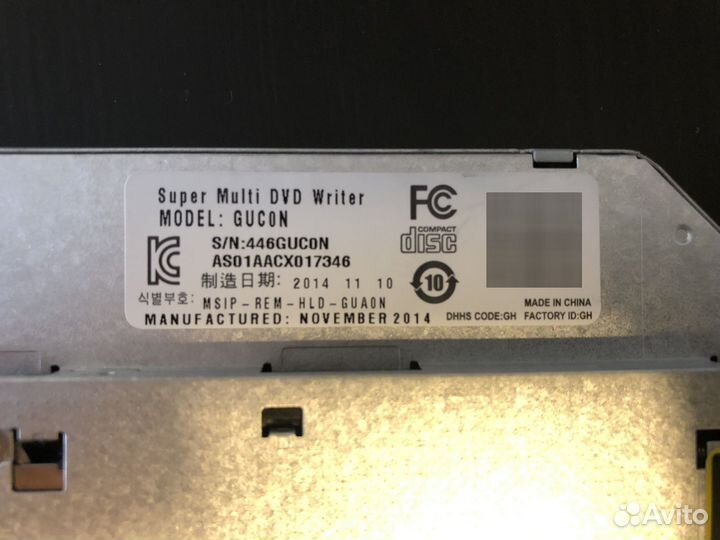 Super Multi DVD Writer
MODEL: GUC0N
S/N:446GUC0N
AS01AACX017346
制造日期: 2014 11 10
식별부호: MSIP-REM-HLD-GUA0N
MANUFACTURED: NOVEMBER 2014
FC
COMPACT
disc
10
MADE IN CHINA
DHHS CODE:GH FACTORY ID:GH
Avito